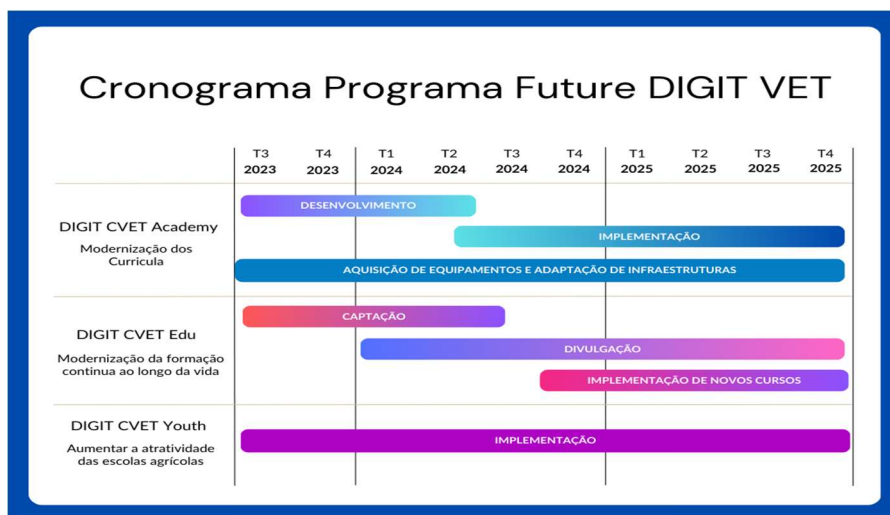 Cronograma Programa Future DIGIT VET
T3 T4 T1 T2 T3 T4 T1 T2 T3 T4
2023 2023 2024 2024 2024 2024 2025 2025 2025 2025
DIGIT CVET Academy
Modernização dos
Curricula
DESENVOLVIMENTO
IMPLEMENTAÇÃO
AQUISIÇÃO DE EQUIPAMENTOS E ADAPTAÇÃO DE INFRAESTRUTURAS
DIGIT CVET Edu
Modernização da formação
continua ao longo da vida
CAPTAÇÃO
DIVULGAÇÃO
IMPLEMENTAÇÃO DE NOVOS CURSOS
DIGIT CVET Youth
Aumentar a atratividade
das escolas agrícolas
IMPLEMENTAÇÃO